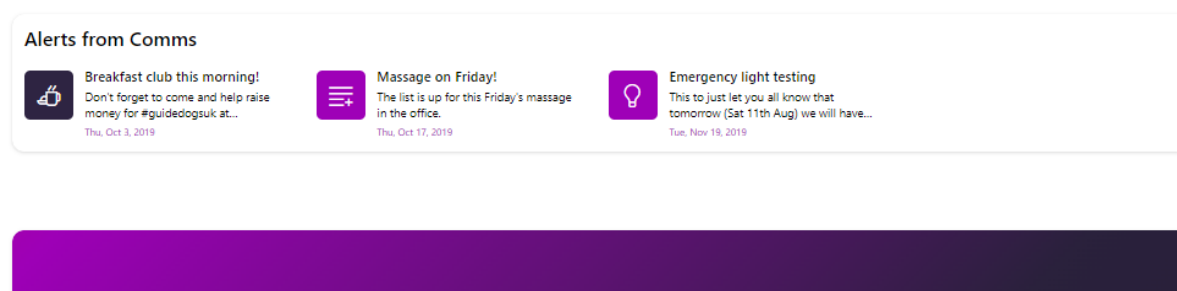 Alerts from Comms
Breakfast club this morning!
Don't forget to come and help raise
money for #guidedogsuk at...
Thu, Oct 3, 2019
Massage on Friday!
The list is up for this Friday's massage
in the office.
Thu, Oct 17, 2019
Emergency light testing
This to just let you all know that
tomorrow (Sat 11th Aug) we will have...
Tue, Nov 19, 2019